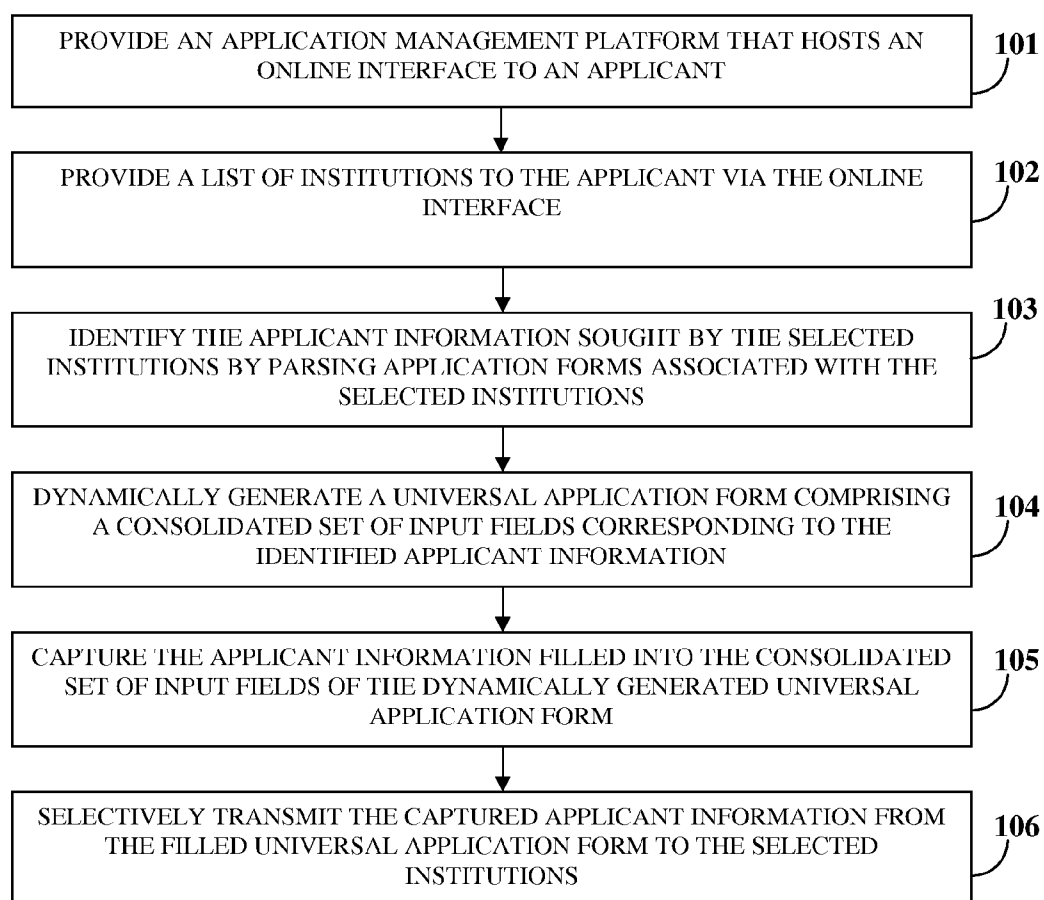 PROVIDE AN APPLICATION MANAGEMENT PLATFORM THAT HOSTS AN
ONLINE INTERFACE TO AN APPLICANT
101
PROVIDE A LIST OF INSTITUTIONS TO THE APPLICANT VIA THE ONLINE
INTERFACE
102
IDENTIFY THE APPLICANT INFORMATION SOUGHT BY THE SELECTED
INSTITUTIONS BY PARSING APPLICATION FORMS ASSOCIATED WITH THE
SELECTED INSTITUTIONS
103
DYNAMICALLY GENERATE A UNIVERSAL APPLICATION FORM COMPRISING
A CONSOLIDATED SET OF INPUT FIELDS CORRESPONDING TO THE
IDENTIFIED APPLICANT INFORMATION
104
CAPTURE THE APPLICANT INFORMATION FILLED INTO THE CONSOLIDATED
SET OF INPUT FIELDS OF THE DYNAMICALLY GENERATED UNIVERSAL
APPLICATION FORM
105
SELECTIVELY TRANSMIT THE CAPTURED APPLICANT INFORMATION FROM
THE FILLED UNIVERSAL APPLICATION FORM TO THE SELECTED
INSTITUTIONS
106